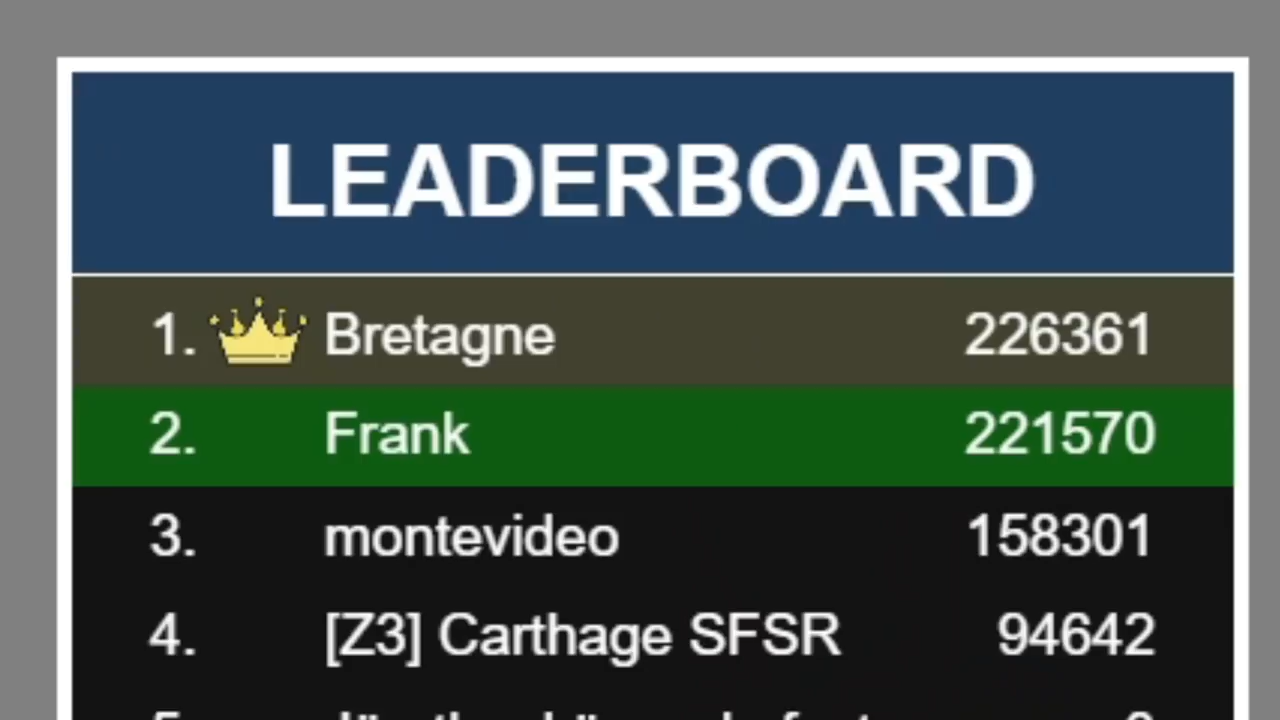 LEADERBOARD
1. Bretagne 226361
2. Frank 221570
3. montevideo 158301
4. [Z3] Carthage SFSR 94642